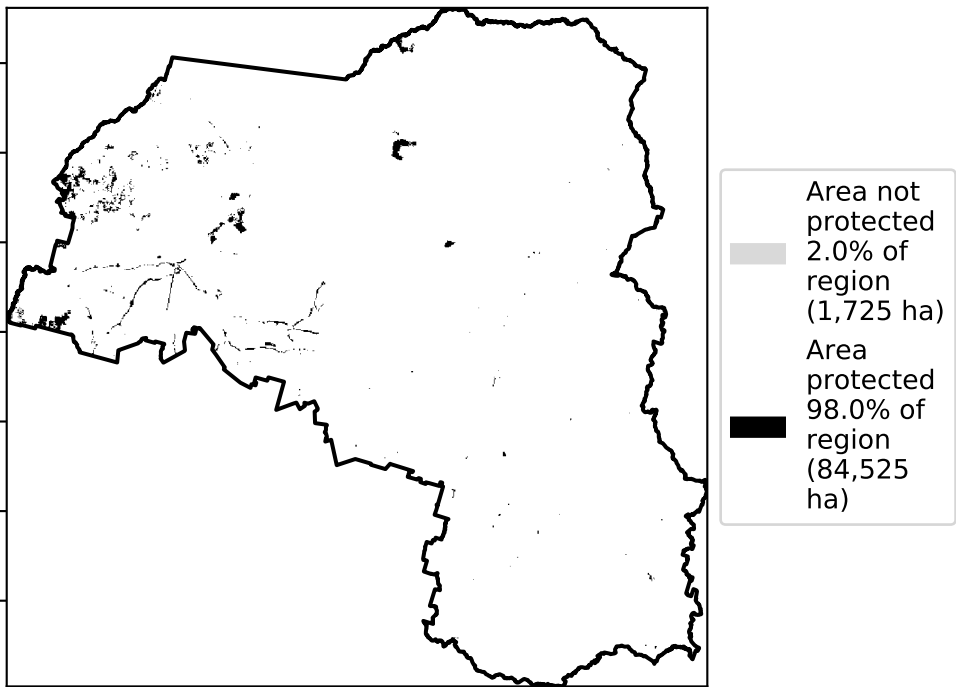 Area not
protected
2.0% of
region
(1,725 ha)
Area
protected
98.0% of
region
(84,525
ha)